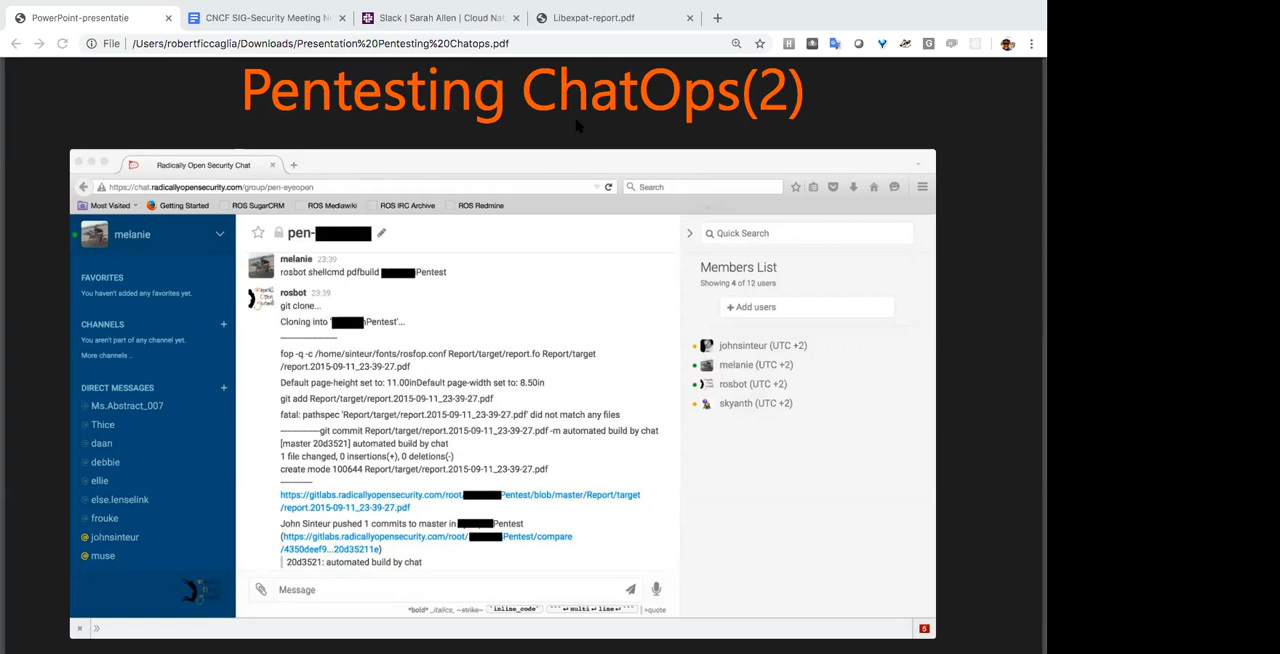 PowerPoint-presentatie
CNCF SIG-Security Meeting N
Slack | Sarah Allen | Cloud Nat
Libexpat-report.pdf
File /Users/robertficcaglia/Downloads/Presentation%20Pentesting%20Chatops.pdf
Pentesting ChatOps(2)
Radically Open Security Chat
https://chat.radicallyopensecurity.com/group/pen-eyeopen
Search
Most Visited
Getting Started
ROS SugarCRM
ROS Mediawiki
ROS IRC Archive
ROS Redmine
melanie
FAVORITES
You haven't added any favorites yet.
CHANNELS +
You aren't part of any channel yet.
More channels ..
DIRECT MESSAGES +
@ Ms.Abstract_007
@ Thice
@ daan
@ debbie
@ ellie
@ else.lenselink
@ frouke
@ johnsinteur
@ muse
pen-
melanie 23:39
rosbot shellcmd pdfbuild Pentest
rosbot 23:39
git clone...
Cloning into ' Pentest'...
fop -q -c /home/sinteur/fonts/rosfop.conf Report/target/report.fo Report/target
/report.2015-09-11_23-39-27.pdf
Default page-height set to: 11.00inDefault page-width set to: 8.50in
git add Report/target/report.2015-09-11_23-39-27.pdf
fatal: pathspec 'Report/target/report.2015-09-11_23-39-27.pdf' did not match any files
---------------git commit Report/target/report.2015-09-11_23-39-27.pdf -m automated build by chat
[master 20d3521] automated build by chat
1 file changed, 0 insertions(+), 0 deletions(-)
create mode 100644 Report/target/report.2015-09-11_23-39-27.pdf
https://gitlabs.radicallyopensecurity.com/root/ Pentest/blob/master/Report/target
/report.2015-09-11_23-39-27.pdf
John Sinteur pushed 1 commits to master in Pentest
(https://gitlabs.radicallyopensecurity.com/root/ Pentest/compare
/4350deef9...20d35211e)
20d3521: automated build by chat
Message
*bold* _italics_ ~strike~ `inline_code` ```↵multi↵line↵``` >quote
Quick Search
Members List
Showing 4 of 12 users
+ Add users
johnsinteur (UTC +2)
melanie (UTC +2)
rosbot (UTC +2)
skyanth (UTC +2)
5